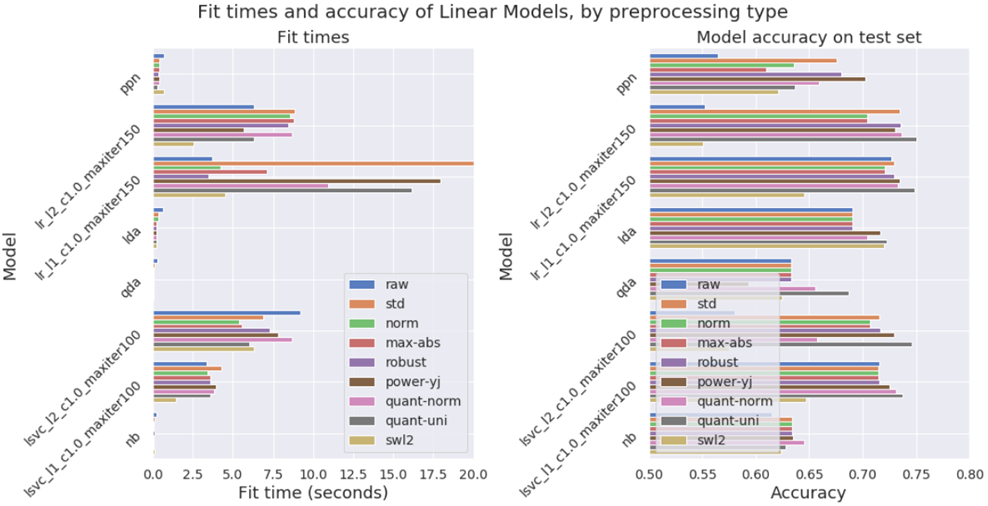 Fit times and accuracy of Linear Models, by preprocessing type
Fit times
Model
ppn
lr_l2_c1.0_maxiter150
lr_l1_c1.0_maxiter150
lda
qda
lsvc_l2_c1.0_maxiter100
lsvc_l1_c1.0_maxiter100
nb
raw
std
norm
max-abs
robust
power-yj
quant-norm
quant-uni
swl2
0.0 2.5 5.0 7.5 10.0 12.5 15.0 17.5 20.0
Fit time (seconds)
Model accuracy on test set
Model
ppn
lr_l2_c1.0_maxiter150
lr_l1_c1.0_maxiter150
lda
qda
lsvc_l2_c1.0_maxiter100
lsvc_l1_c1.0_maxiter100
nb
raw
std
norm
max-abs
robust
power-yj
quant-norm
quant-uni
swl2
0.50 0.55 0.60 0.65 0.70 0.75 0.80
Accuracy